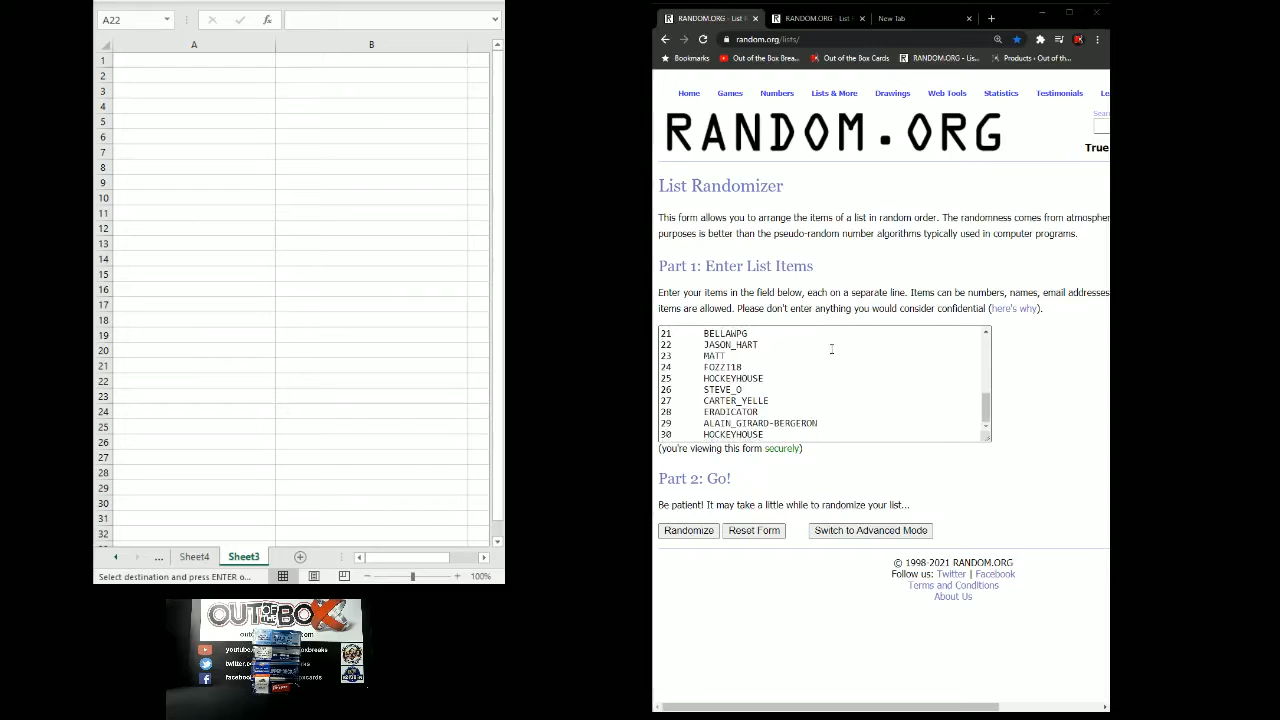 A22
fx
A B
1
2
3
4
5
6
7
8
9
10
11
12
13
14
15
16
17
18
19
20
21
22
23
24
25
26
27
28
29
30
31
32
... Sheet4 Sheet3
Select destination and press ENTER o... 100%
OUT OF THE BOX
RANDOM.ORG - List R
RANDOM.ORG - List
New Tab
random.org/lists/
Bookmarks Out of the Box Brea... Out of the Box Cards RANDOM.ORG - Lis... Products › Out of th...
Home Games Numbers Lists & More Drawings Web Tools Statistics Testimonials Le
Sear
RANDOM.ORG
True
List Randomizer
This form allows you to arrange the items of a list in random order. The randomness comes from atmospher
purposes is better than the pseudo-random number algorithms typically used in computer programs.
Part 1: Enter List Items
Enter your items in the field below, each on a separate line. Items can be numbers, names, email addresses
items are allowed. Please don't enter anything you would consider confidential (here's why).
21 BELLAWPG
22 JASON_HART
23 MATT
24 FOZZI18
25 HOCKEYHOUSE
26 STEVE_O
27 CARTER_YELLE
28 ERADICATOR
29 ALAIN_GIRARD-BERGERON
30 HOCKEYHOUSE
(you're viewing this form securely)
Part 2: Go!
Be patient! It may take a little while to randomize your list...
Randomize Reset Form Switch to Advanced Mode
© 1998-2021 RANDOM.ORG
Follow us: Twitter | Facebook
Terms and Conditions
About Us